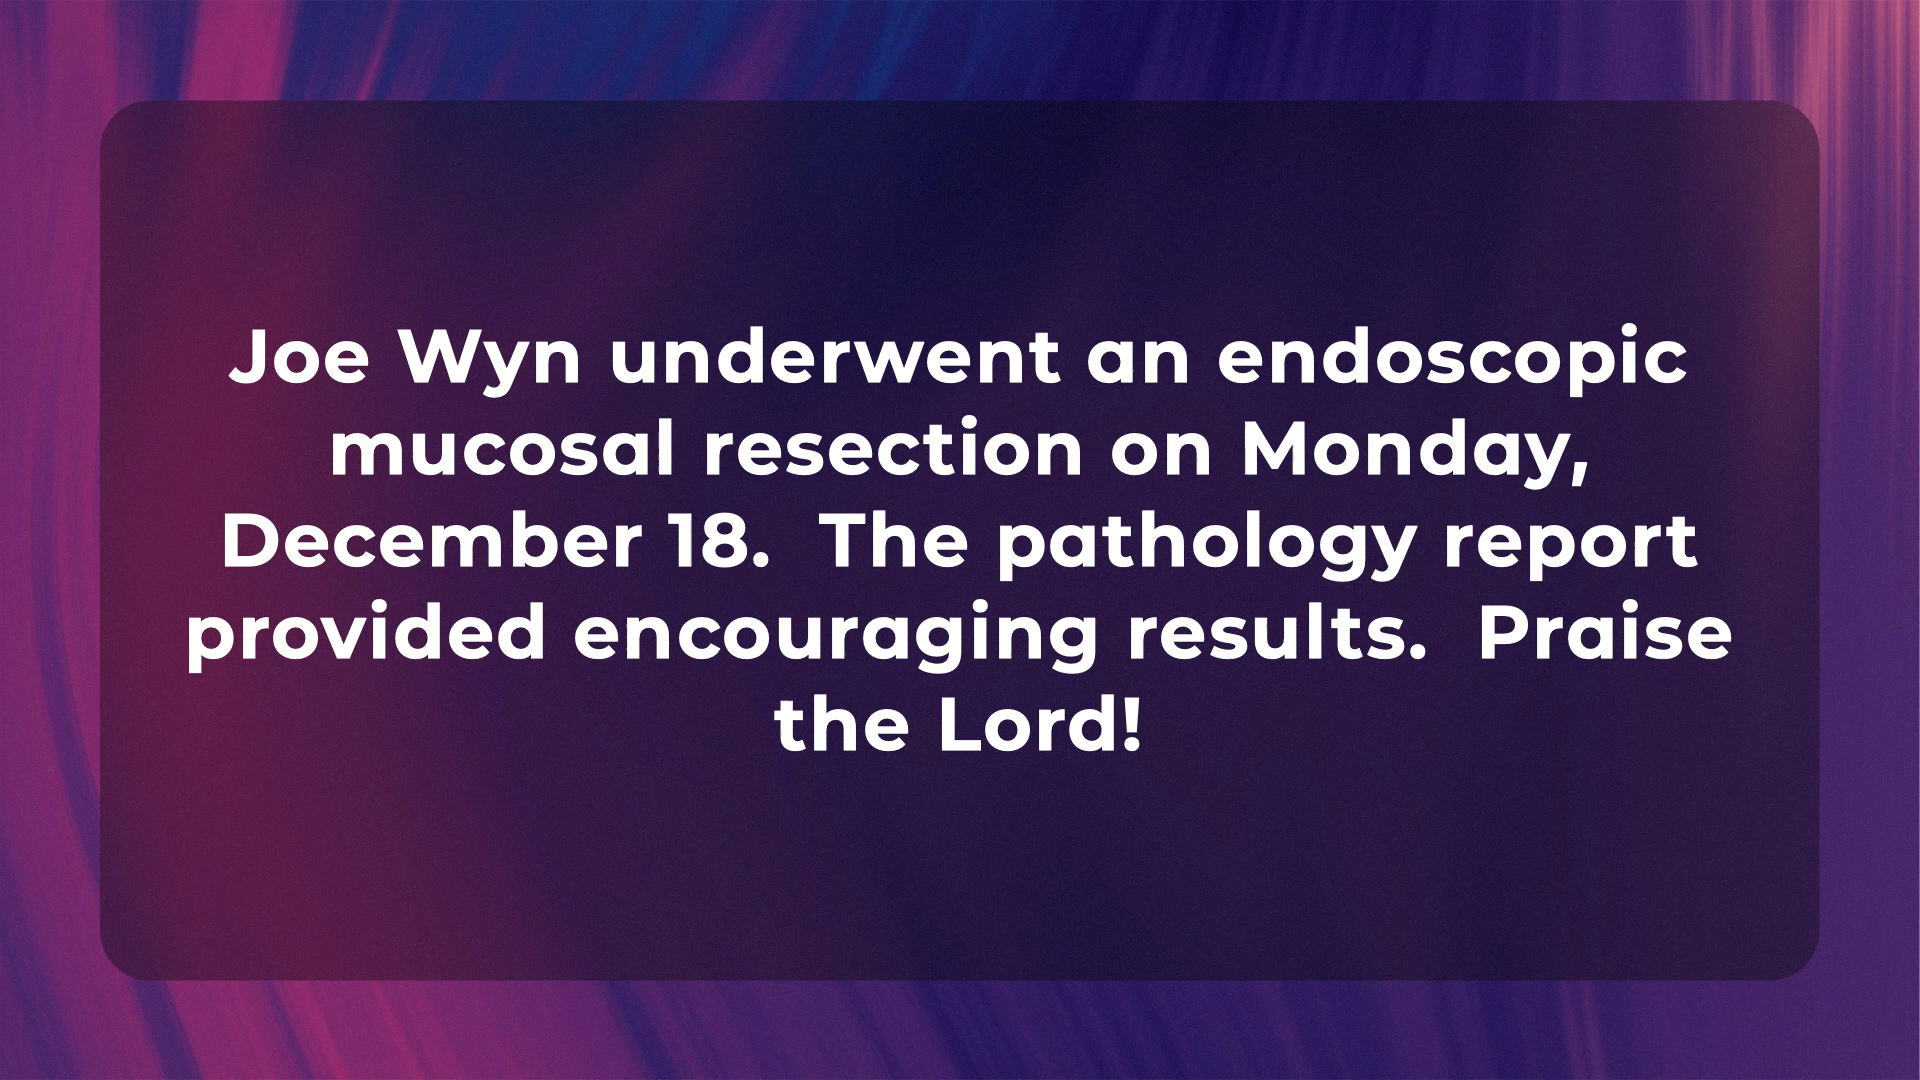 Joe Wyn underwent an endoscopic
mucosal resection on Monday,
December 18.  The pathology report
provided encouraging results.  Praise
the Lord!